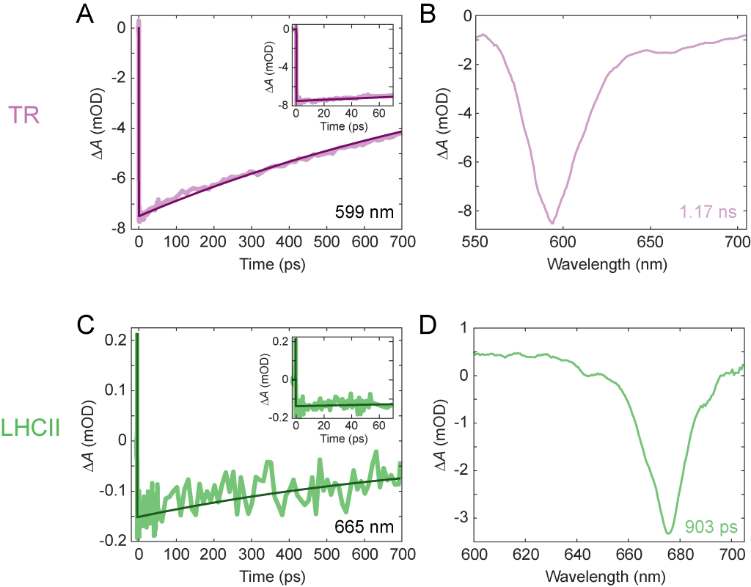 A
0
-2
-4
-6
-8
ΔA (mOD)
0 100 200 300 400 500 600 700
Time (ps)
599 nm
0
-4
-8
ΔA (mOD)
0 20 40 60
Time (ps)
TR
B
0
-2
-4
-6
-8
ΔA (mOD)
550 600 650 700
Wavelength (nm)
1.17 ns
C
0.2
0.1
0
-0.1
-0.2
ΔA (mOD)
0 100 200 300 400 500 600 700
Time (ps)
665 nm
0.2
0
-0.2
ΔA (mOD)
0 20 40 60
Time (ps)
LHCII
D
1
0
-1
-2
-3
ΔA (mOD)
600 620 640 660 680 700
Wavelength (nm)
903 ps